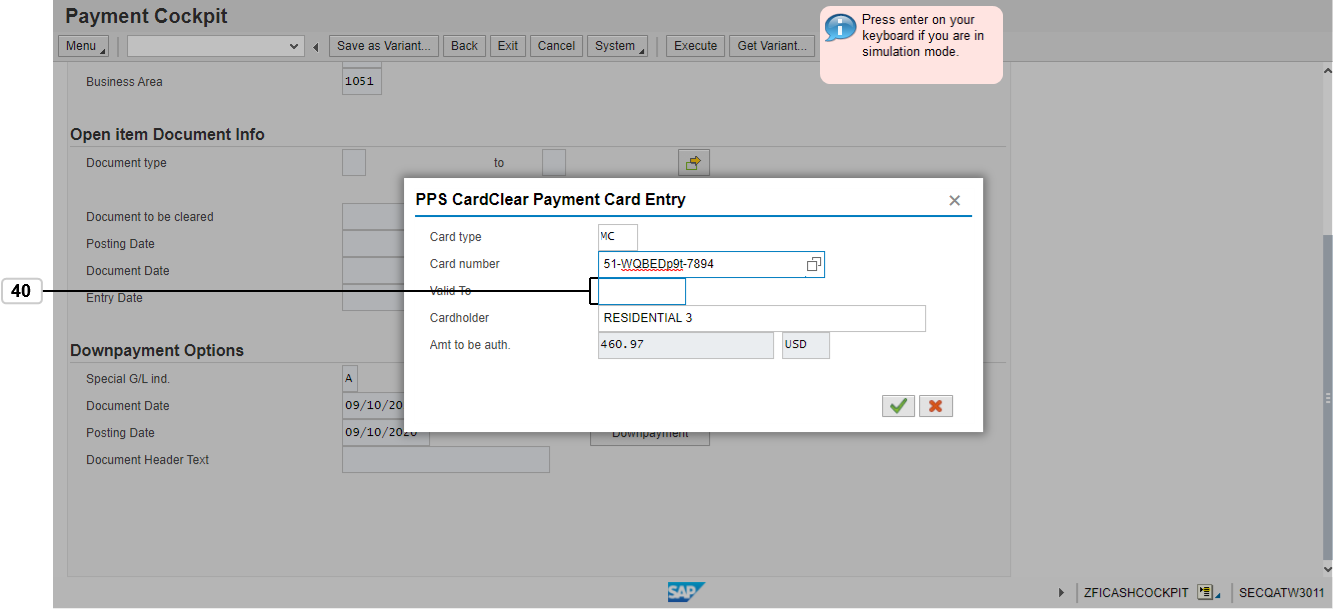 Payment Cockpit
Menu Save as Variant... Back Exit Cancel System Execute Get Variant...
Press enter on your
keyboard if you are in
simulation mode.
Business Area 1051
Open item Document Info
Document type to
Document to be cleared
Posting Date
Document Date
Entry Date
PPS CardClear Payment Card Entry
Card type MC
Card number 51-WQBEDp9t-7894
40
Valid To
Cardholder RESIDENTIAL 3
Amt to be auth. 460.97 USD
Downpayment Options
Special G/L ind. A
Document Date 09/10/20
Posting Date 09/10/2020 Downpayment
Document Header Text
SAP ZFICASHCOCKPIT SECQATW3011